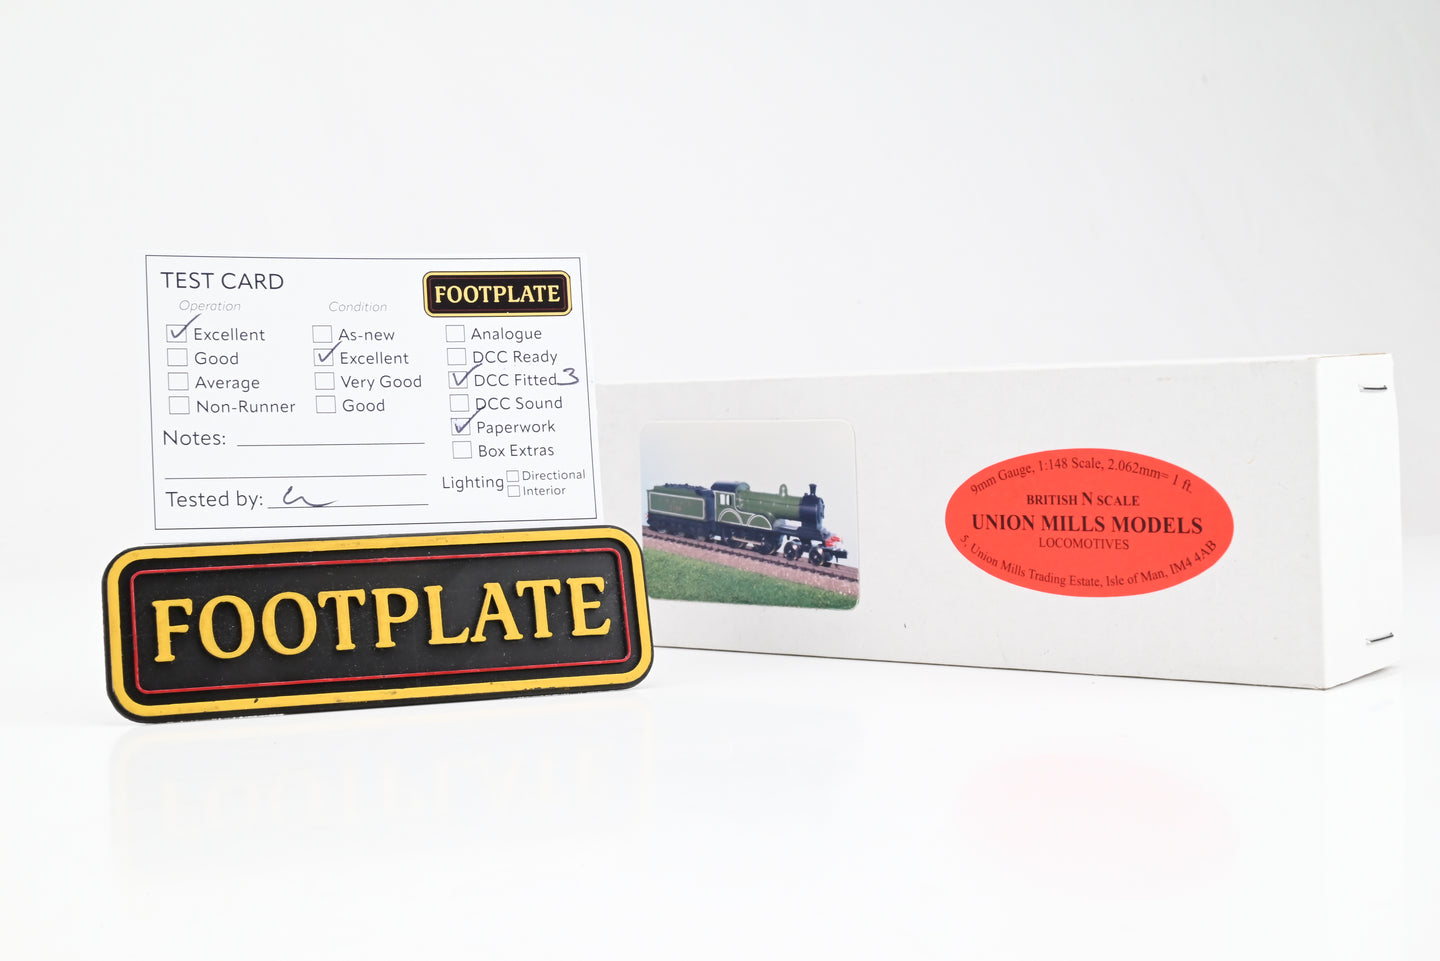 TEST CARD
FOOTPLATE
Operation
Excellent
Good
Average
Non-Runner
Condition
As-new
Excellent
Very Good
Good
Analogue
DCC Ready
DCC Fitted 3
DCC Sound
Paperwork
Box Extras
Notes:
Lighting
Directional
Interior
Tested by:
FOOTPLATE
9mm Gauge, 1:148 Scale, 2.062mm= 1 ft.
BRITISH N SCALE
UNION MILLS MODELS
LOCOMOTIVES
5, Union Mills Trading Estate, Isle of Man, IM4 4AB